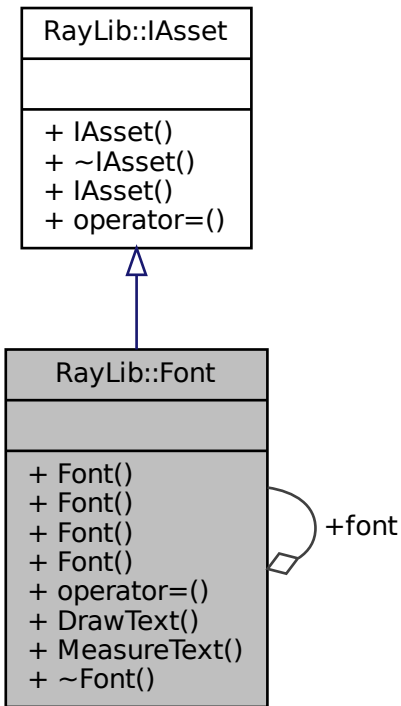 RayLib::IAsset
+ IAsset()
+ ~IAsset()
+ IAsset()
+ operator=()
RayLib::Font
+ Font()
+ Font()
+ Font()
+ Font()
+ operator=()
+ DrawText()
+ MeasureText()
+ ~Font()
+font